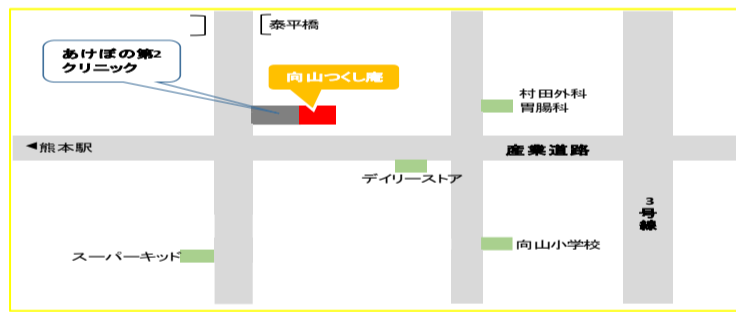 泰平橋
あけぼの第2
クリニック
向山つくし庵
村田外科
胃腸科
◀熊本駅
産業道路
デイリーストア
3号線
向山小学校
スーパーキッド